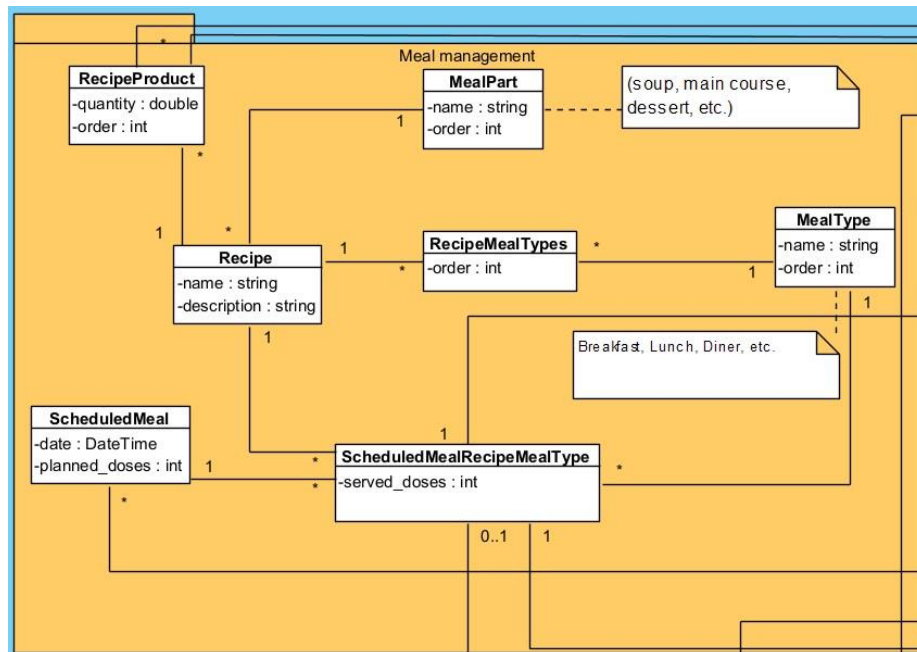 *
Meal management
RecipeProduct
-quantity : double
-order : int
*
1
MealPart
-name : string
-order : int
1
*
(soup, main course,
dessert, etc.)
Recipe
-name : string
-description : string
1
*
RecipeMealTypes
-order : int
*
1
MealType
-name : string
-order : int
1
Breakfast, Lunch, Diner, etc.
1
ScheduledMeal
-date : DateTime
-planned_doses : int
1
*
*
*
1
ScheduledMealRecipeMealType
-served_doses : int
*
0..1
1